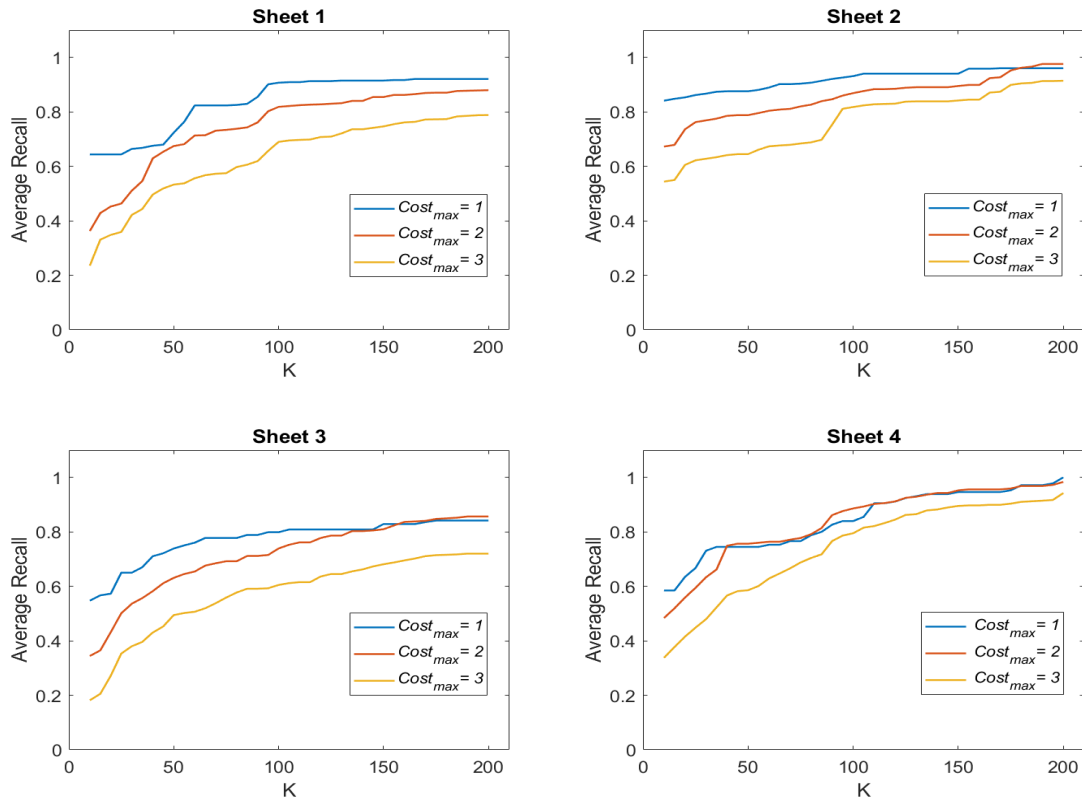 Sheet 1
Average Recall
1
0.8
0.6
0.4
0.2
0
0 50 100 150 200
K
Cost_max = 1
Cost_max = 2
Cost_max = 3
Sheet 2
Average Recall
1
0.8
0.6
0.4
0.2
0
0 50 100 150 200
K
Cost_max = 1
Cost_max = 2
Cost_max = 3
Sheet 3
Average Recall
1
0.8
0.6
0.4
0.2
0
0 50 100 150 200
K
Cost_max = 1
Cost_max = 2
Cost_max = 3
Sheet 4
Average Recall
1
0.8
0.6
0.4
0.2
0
0 50 100 150 200
K
Cost_max = 1
Cost_max = 2
Cost_max = 3